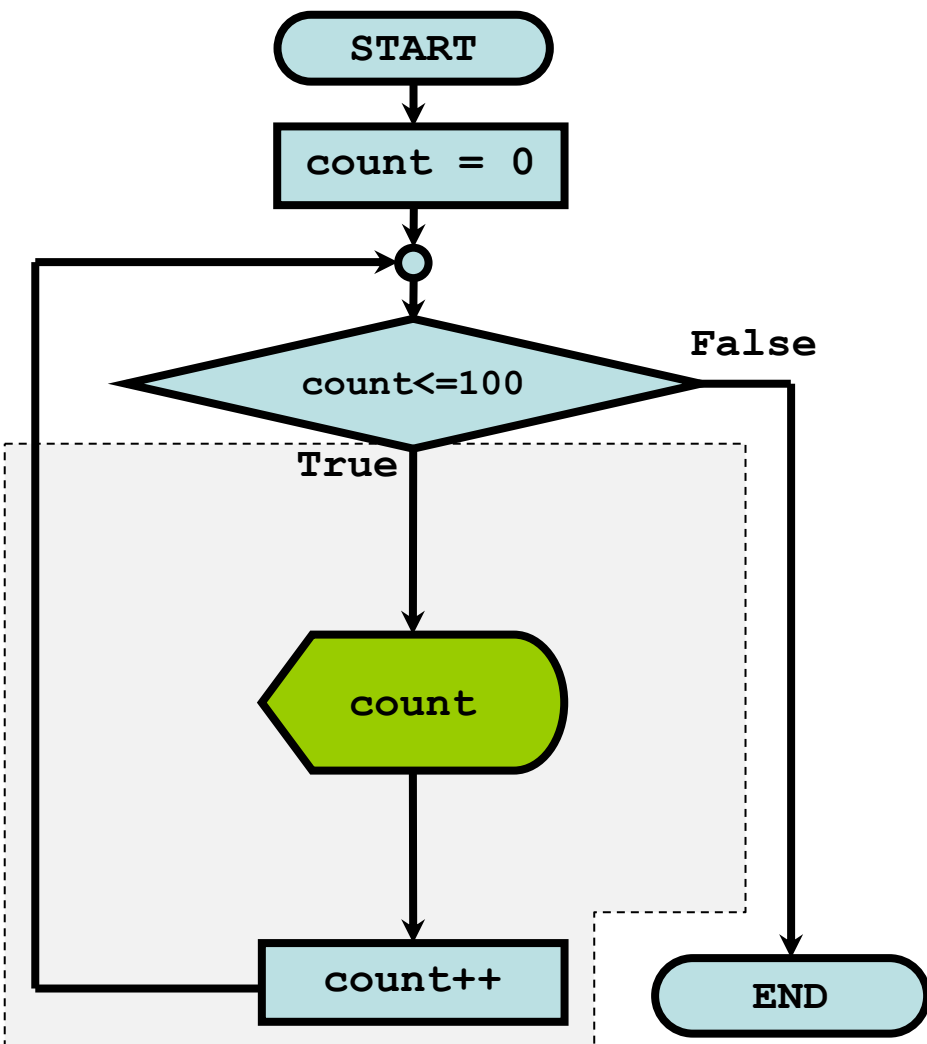 START
count = 0
count<=100
False
True
count
count++
END